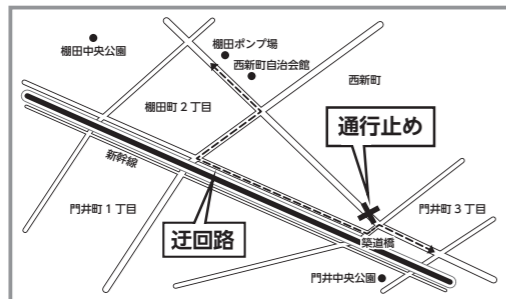 棚田ポンプ場
棚田中央公園
西新町自治会館
西新町
棚田町2丁目
通行止め
新幹線
門井町1丁目
門井町3丁目
迂回路
築道橋
門井中央公園